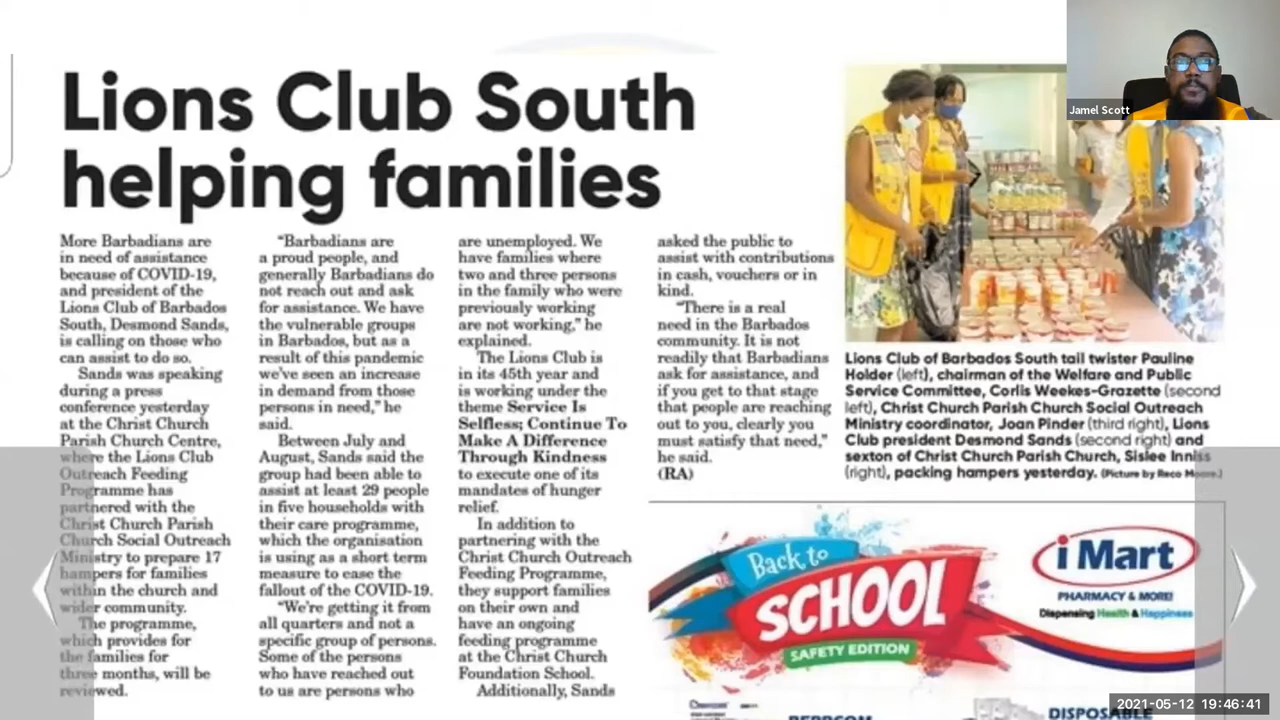 Lions Club South
helping families
More Barbadians are
in need of assistance
because of COVID-19,
and president of the
Lions Club of Barbados
South, Desmond Sands,
is calling on those who
can assist to do so.
Sands was speaking
during a press
conference yesterday
at the Christ Church
Parish Church Centre,
where the Lions Club
Outreach Feeding
Programme has
partnered with the
Christ Church Parish
Church Social Outreach
Ministry to prepare 17
hampers for families
within the church and
wider community.
The programme,
which provides for
the families for
three months, will be
reviewed.
“Barbadians are
a proud people, and
generally Barbadians do
not reach out and ask
for assistance. We have
the vulnerable groups
in Barbados, but as a
result of this pandemic
we’ve seen an increase
in demand from those
persons in need,” he
said.
Between July and
August, Sands said the
group had been able to
assist at least 29 people
in five households with
their care programme,
which the organisation
is using as a short term
measure to ease the
fallout of the COVID-19.
“We’re getting it from
all quarters and not a
specific group of persons.
Some of the persons
who have reached out
to us are persons who
are unemployed. We
have families where
two and three persons
in the family who were
previously working
are not working,” he
explained.
The Lions Club is
in its 45th year and
is working under the
theme Service Is
Selfless; Continue To
Make A Difference
Through Kindness
to execute one of its
mandates of hunger
relief.
In addition to
partnering with the
Christ Church Outreach
Feeding Programme,
they support families
on their own and
have an ongoing
feeding programme
at the Christ Church
Foundation School.
Additionally, Sands
asked the public to
assist with contributions
in cash, vouchers or in
kind.
“There is a real
need in the Barbados
community. It is not
readily that Barbadians
ask for assistance, and
if you get to that stage
that people are reaching
out to you, clearly you
must satisfy that need,”
he said.
(RA)
Jamel Scott
Lions Club of Barbados South tail twister Pauline
Holder (left), chairman of the Welfare and Public
Service Committee, Corlis Weekes-Grazette (second
left), Christ Church Parish Church Social Outreach
Ministry coordinator, Joan Pinder (third right), Lions
Club president Desmond Sands (second right) and
sexton of Christ Church Parish Church, Sislee Inniss
(right), packing hampers yesterday. (Picture by Reco Moore.)
Back to
SCHOOL
SAFETY EDITION
i Mart
PHARMACY & MORE!
Dispensing Health & Happiness
DISPOSABLE
2021-05-12 19:46:41